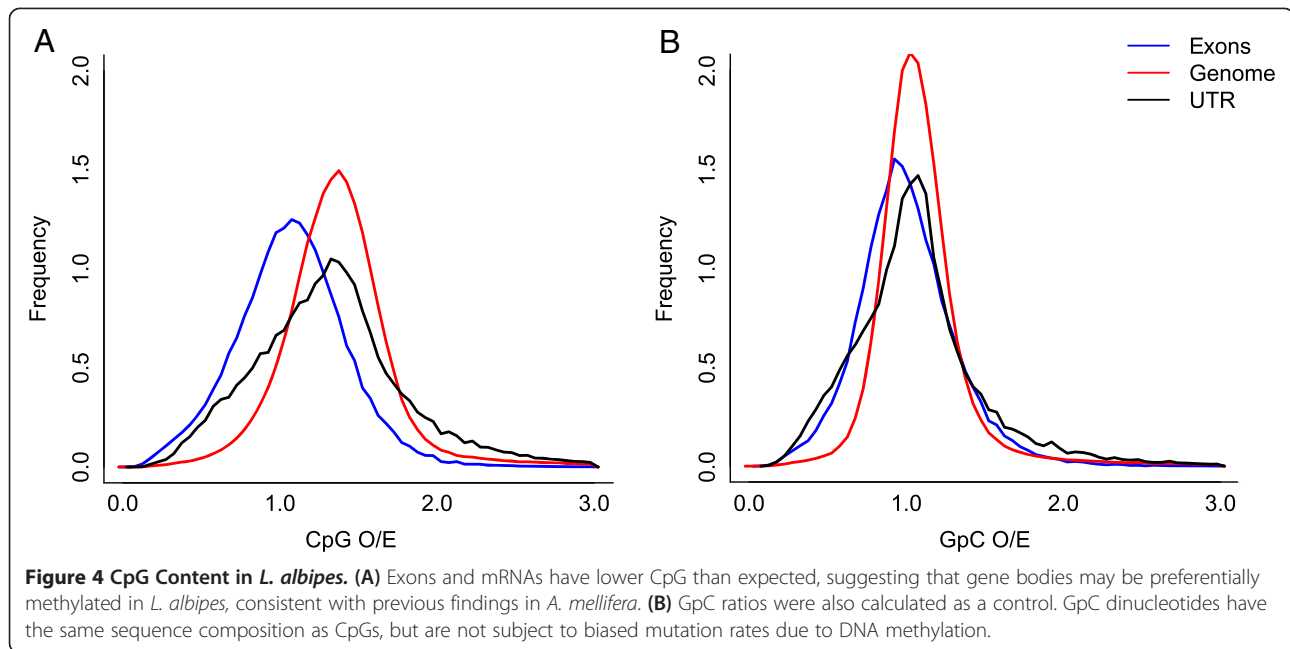 A
B
Exons
Genome
UTR
Frequency
0.0 0.5 1.0 1.5 2.0
0.0 1.0 2.0 3.0
CpG O/E
Frequency
0.0 0.5 1.0 1.5 2.0
0.0 1.0 2.0 3.0
GpC O/E
Figure 4 CpG Content in L. albipes. (A) Exons and mRNAs have lower CpG than expected, suggesting that gene bodies may be preferentially
methylated in L. albipes, consistent with previous findings in A. mellifera. (B) GpC ratios were also calculated as a control. GpC dinucleotides have
the same sequence composition as CpGs, but are not subject to biased mutation rates due to DNA methylation.